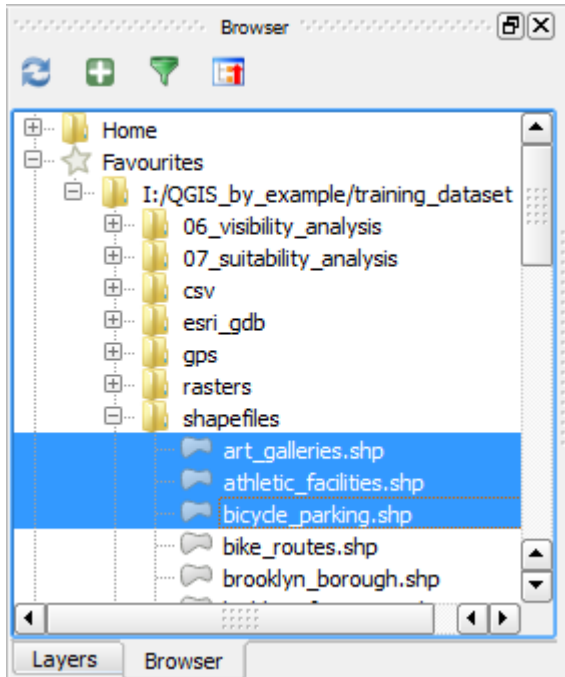 Browser
Home
Favourites
I:/QGIS_by_example/training_dataset
06_visibility_analysis
07_suitability_analysis
csv
esri_gdb
gps
rasters
shapefiles
art_galleries.shp
athletic_facilities.shp
bicycle_parking.shp
bike_routes.shp
brooklyn_borough.shp
Layers Browser